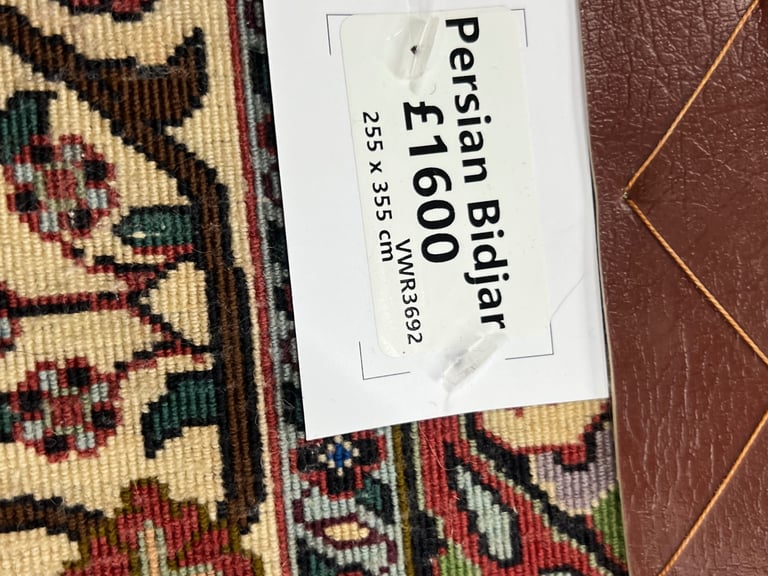 Persian Bidjar
£1600
VWR3692
255 x 355 cm